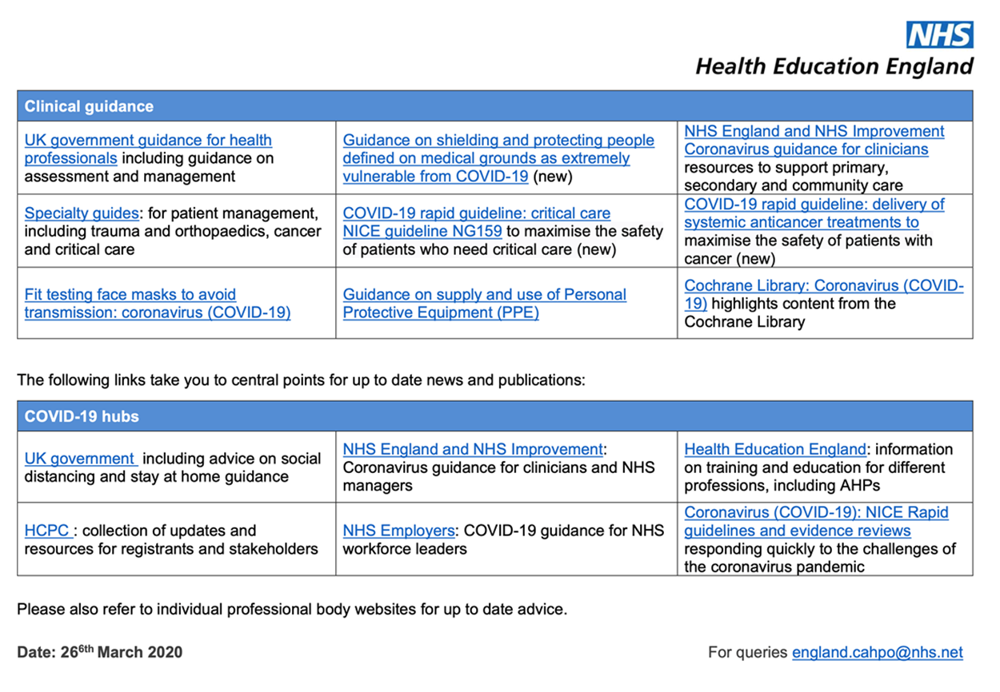 NHS
Health Education England
Clinical guidance
UK government guidance for health
professionals including guidance on
assessment and management
Guidance on shielding and protecting people
defined on medical grounds as extremely
vulnerable from COVID-19 (new)
NHS England and NHS Improvement
Coronavirus guidance for clinicians
resources to support primary,
secondary and community care
Specialty guides: for patient management,
including trauma and orthopaedics, cancer
and critical care
COVID-19 rapid guideline: critical care
NICE guideline NG159 to maximise the safety
of patients who need critical care (new)
COVID-19 rapid guideline: delivery of
systemic anticancer treatments to
maximise the safety of patients with
cancer (new)
Fit testing face masks to avoid
transmission: coronavirus (COVID-19)
Guidance on supply and use of Personal
Protective Equipment (PPE)
Cochrane Library: Coronavirus (COVID-
19) highlights content from the
Cochrane Library
The following links take you to central points for up to date news and publications:
COVID-19 hubs
UK government including advice on social
distancing and stay at home guidance
NHS England and NHS Improvement:
Coronavirus guidance for clinicians and NHS
managers
Health Education England: information
on training and education for different
professions, including AHPs
HCPC : collection of updates and
resources for registrants and stakeholders
NHS Employers: COVID-19 guidance for NHS
workforce leaders
Coronavirus (COVID-19): NICE Rapid
guidelines and evidence reviews
responding quickly to the challenges of
the coronavirus pandemic
Please also refer to individual professional body websites for up to date advice.
Date: 266th March 2020
For queries england.cahpo@nhs.net